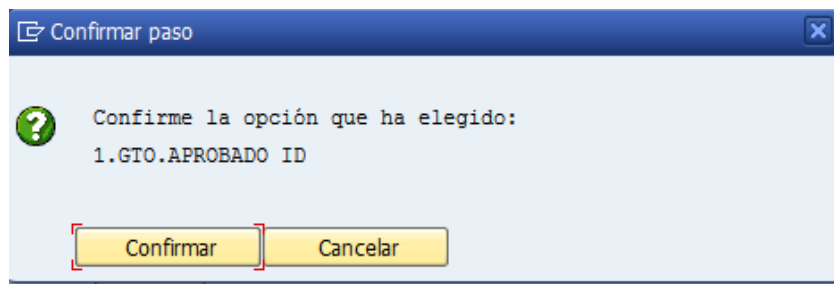 Confirmar paso
Confirme la opción que ha elegido:
1.GTO.APROBADO ID
Confirmar Cancelar